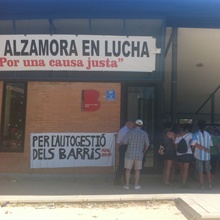 ALZAMORA EN LUCHA
"Por una causa justa"
PER L'AUTOGESTIÓ
DELS BARRIS